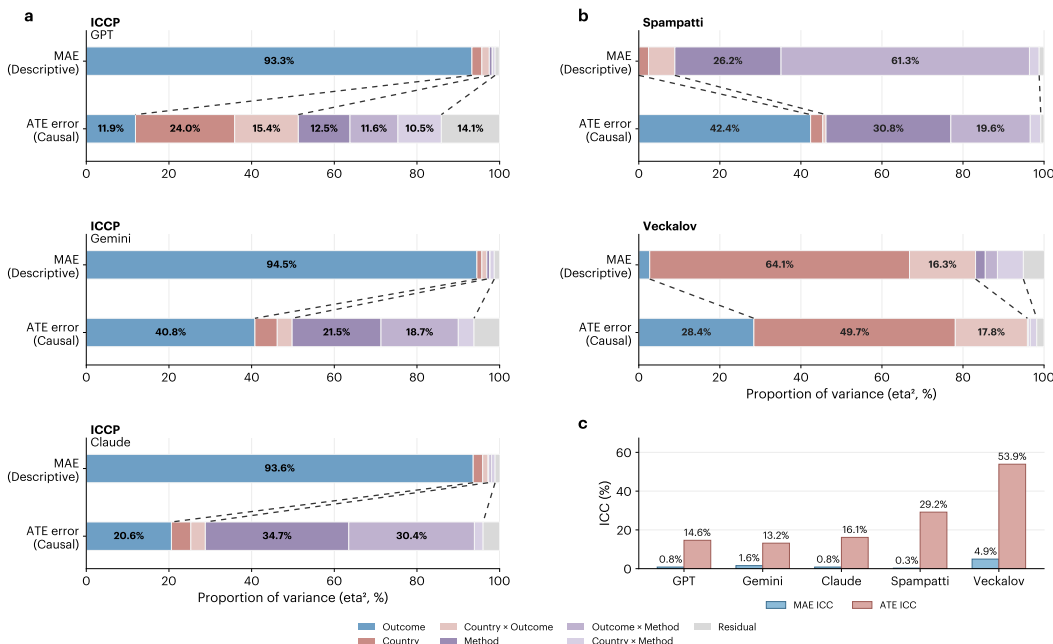 a
ICCP
GPT
MAE
(Descriptive)
93.3%
ATE error
(Causal)
11.9% 24.0% 15.4% 12.5% 11.6% 10.5% 14.1%
0 20 40 60 80 100
ICCP
Gemini
MAE
(Descriptive)
94.5%
ATE error
(Causal)
40.8% 21.5% 18.7%
0 20 40 60 80 100
ICCP
Claude
MAE
(Descriptive)
93.6%
ATE error
(Causal)
20.6% 34.7% 30.4%
0 20 40 60 80 100
Proportion of variance (eta², %)
b
Spampatti
MAE
(Descriptive)
26.2% 61.3%
ATE error
(Causal)
42.4% 30.8% 19.6%
0 20 40 60 80 100
Veckalov
MAE
(Descriptive)
64.1% 16.3%
ATE error
(Causal)
28.4% 49.7% 17.8%
0 20 40 60 80 100
Proportion of variance (eta², %)
c
ICC (%)
60
40
20
0
0.8% 14.6% 1.6% 13.2% 0.8% 16.1% 0.3% 29.2% 4.9% 53.9%
GPT Gemini Claude Spampatti Veckalov
MAE ICC ATE ICC
Outcome Country × Outcome Outcome × Method Residual
Country Method Country × Method